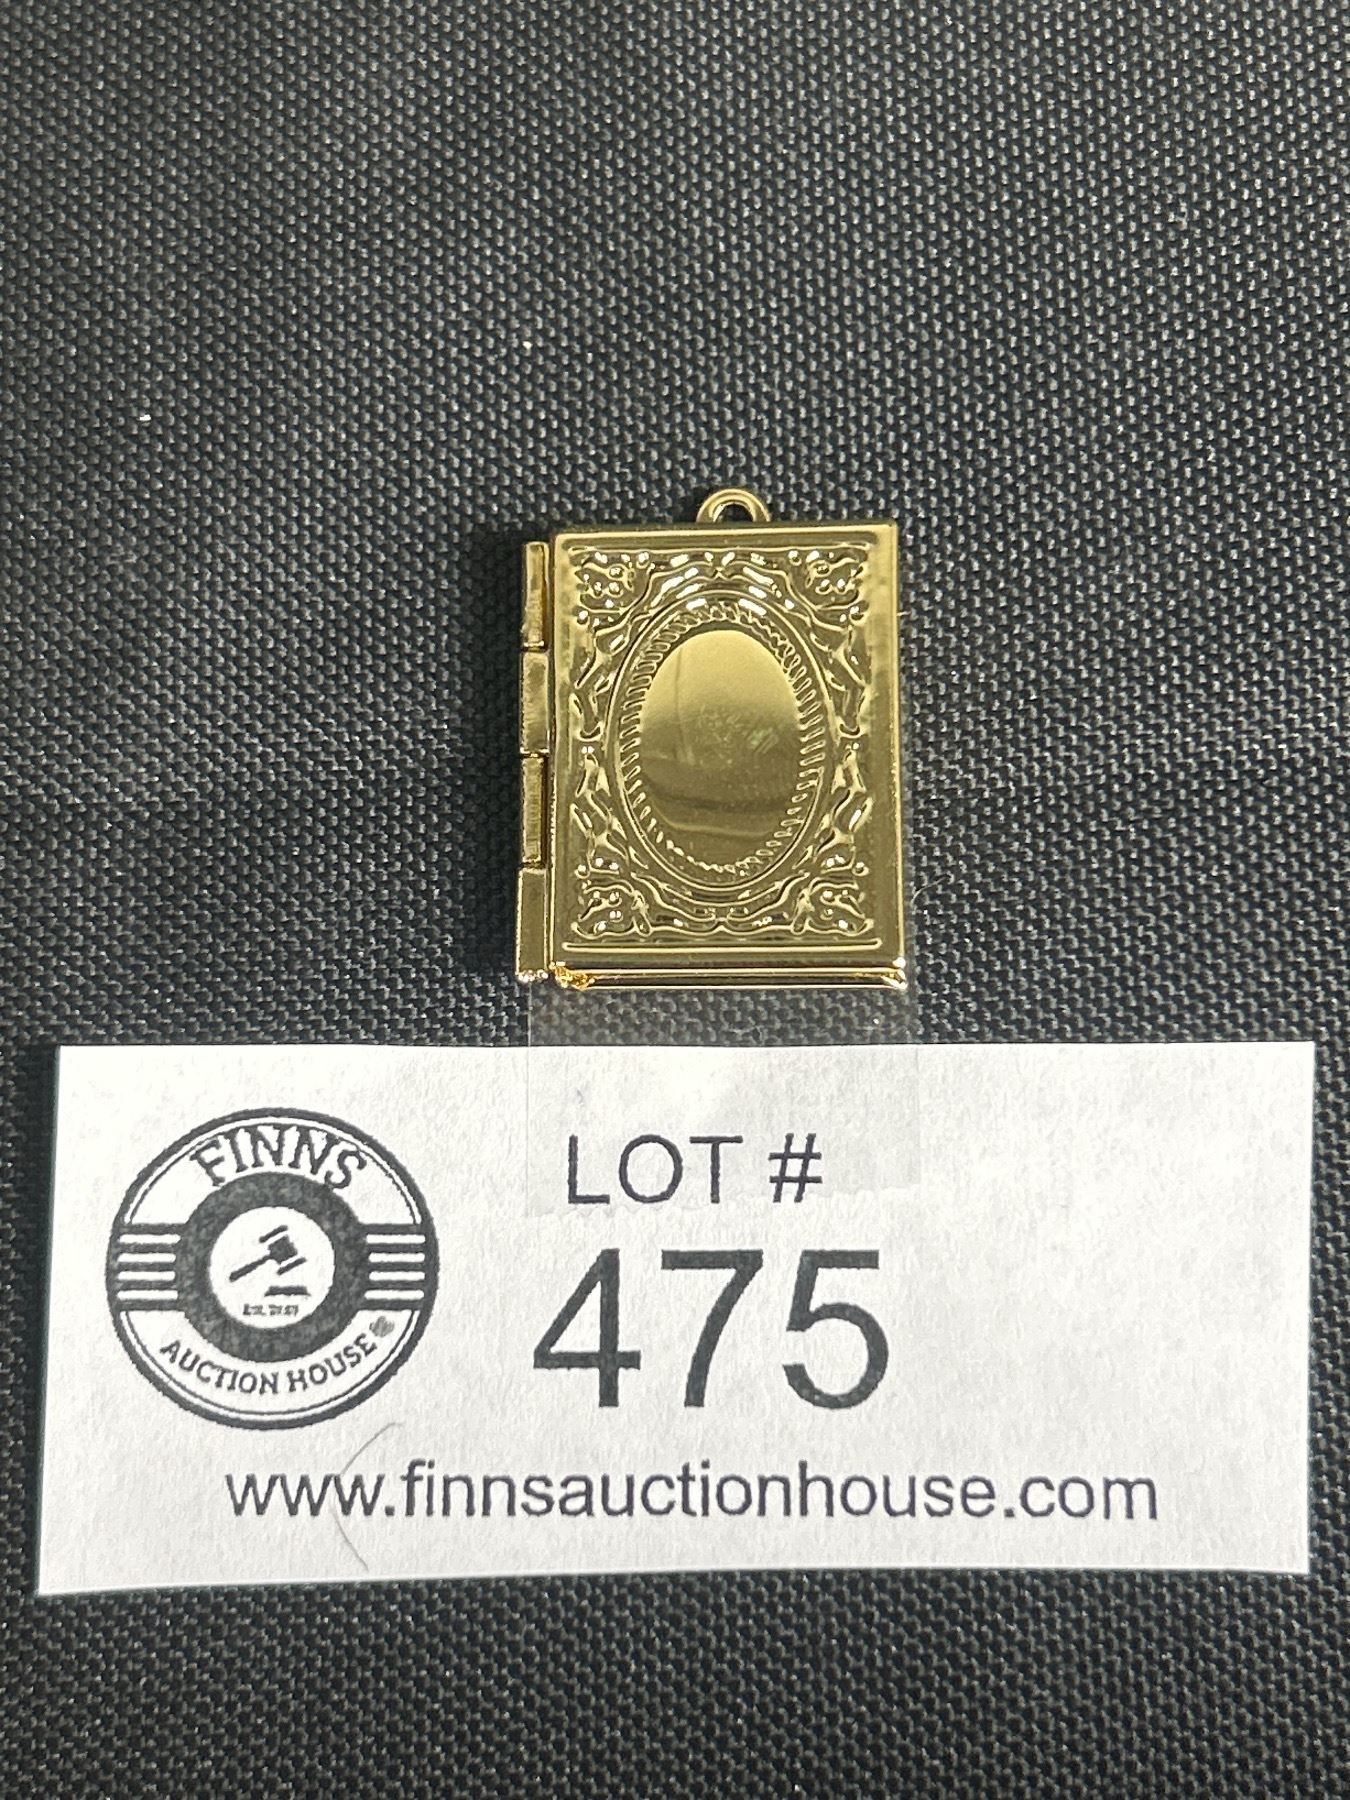 FINNS
AUCTION HOUSE
LOT #
475
www.finnsauctionhouse.com